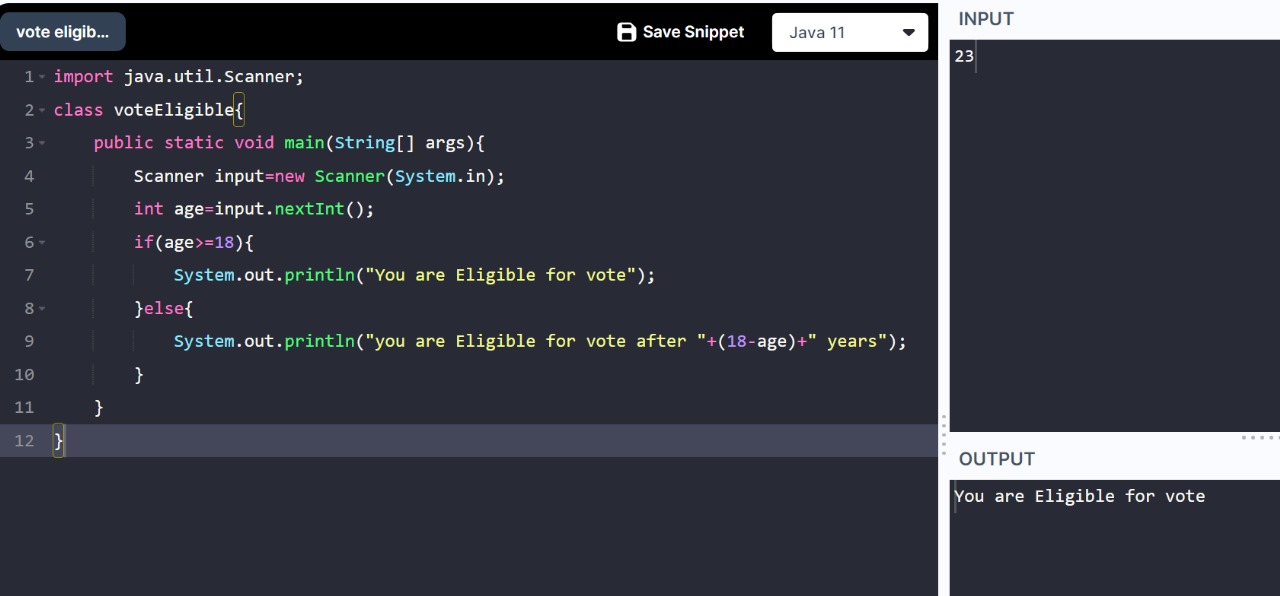 vote eligib...
Save Snippet
Java 11
1 import java.util.Scanner;
2 class voteEligible{
3     public static void main(String[] args){
4         Scanner input=new Scanner(System.in);
5         int age=input.nextInt();
6         if(age>=18){
7             System.out.println("You are Eligible for vote");
8         }else{
9             System.out.println("you are Eligible for vote after "+(18-age)+" years");
10         }
11     }
12 }
INPUT
23
OUTPUT
You are Eligible for vote